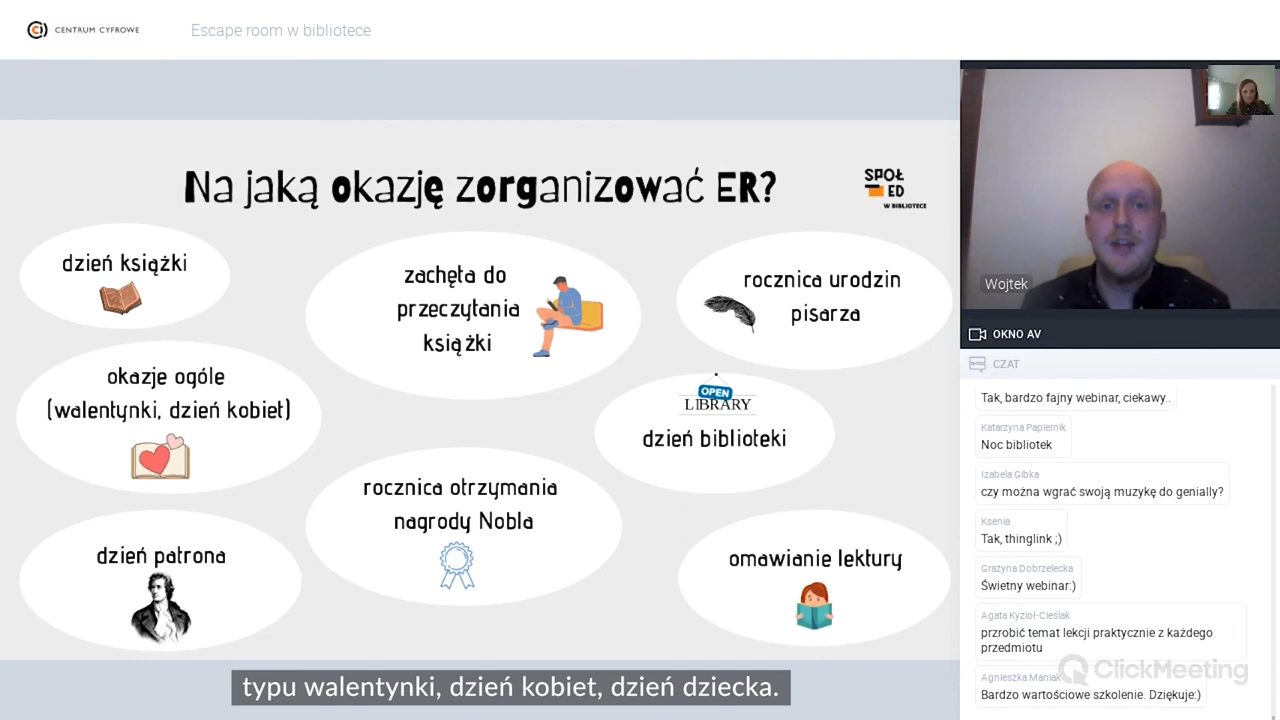 CENTRUM CYFROWE
Escape room w bibliotece
Na jaką okazję zorganizować ER?
SPOŁ
ED
W BIBLIOTECE
dzień książki
zachęta do
przeczytania
książki
rocznica urodzin
pisarza
okazje ogóle
(walentynki, dzień kobiet)
OPEN
LIBRARY
dzień biblioteki
rocznica otrzymania
nagrody Nobla
dzień patrona
omawianie lektury
typu walentynki, dzień kobiet, dzień dziecka.
Wojtek
OKNO AV
CZAT
Tak, bardzo fajny webinar, ciekawy..
Katarzyna Papiernik
Noc bibliotek
Izabela Gibka
czy można wgrać swoją muzykę do genially?
Ksenia
Tak, thinglink ;)
Grażyna Dobrzelecka
Świetny webinar:)
Agata Kyzioł-Cieślak
przrobić temat lekcji praktycznie z każdego
przedmiotu
ClickMeeting
Agnieszka Maniak
Bardzo wartościowe szkolenie. Dziękuje:)